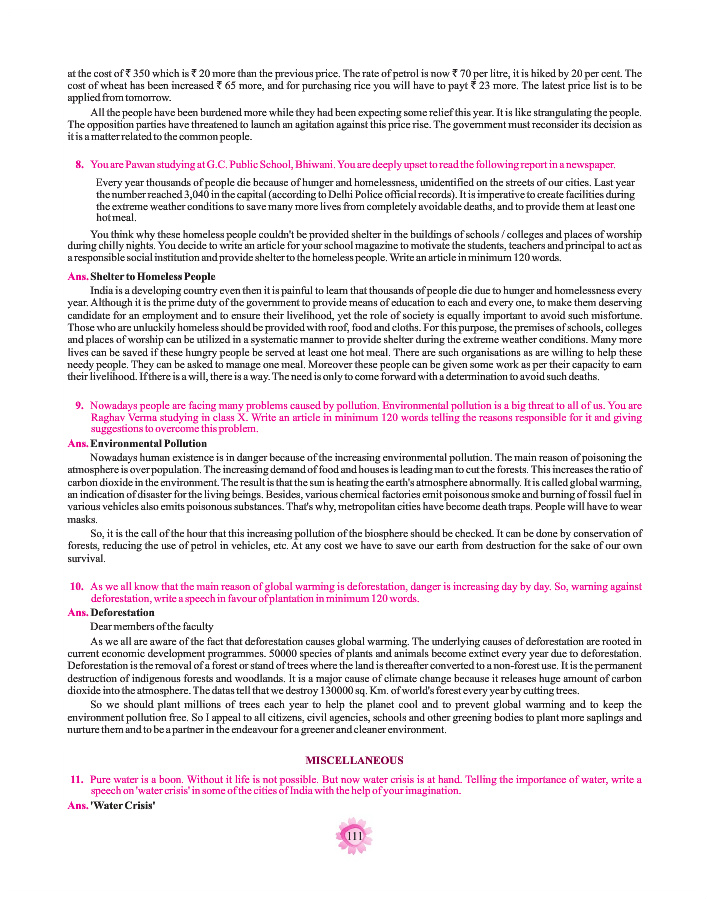 at the cost of ₹ 350 which is ₹ 20 more than the previous price. The rate of petrol is now ₹ 70 per litre, it is hiked by 20 per cent. The
cost of wheat has been increased ₹ 65 more, and for purchasing rice you will have to payt ₹ 23 more. The latest price list is to be
applied from tomorrow.
All the people have been burdened more while they had been expecting some relief this year. It is like strangulating the people.
The opposition parties have threatened to launch an agitation against this price rise. The government must reconsider its decision as
it is a matter related to the common people.
8. You are Pawan studying at G.C. Public School, Bhiwani. You are deeply upset to read the following report in a newspaper.
Every year thousands of people die because of hunger and homelessness, unidentified on the streets of our cities. Last year
the number reached 3,040 in the capital (according to Delhi Police official records). It is imperative to create facilities during
the extreme weather conditions to save many more lives from completely avoidable deaths, and to provide them at least one
hot meal.
You think why these homeless people couldn't be provided shelter in the buildings of schools / colleges and places of worship
during chilly nights. You decide to write an article for your school magazine to motivate the students, teachers and principal to act as
a responsible social institution and provide shelter to the homeless people. Write an article in minimum 120 words.
Ans. Shelter to Homeless People
India is a developing country even then it is painful to learn that thousands of people die due to hunger and homelessness every
year. Although it is the prime duty of the government to provide means of education to each and every one, to make them deserving
candidate for an employment and to ensure their livelihood, yet the role of society is equally important to avoid such misfortune.
Those who are unluckily homeless should be provided with roof, food and cloths. For this purpose, the premises of schools, colleges
and places of worship can be utilized in a systematic manner to provide shelter during the extreme weather conditions. Many more
lives can be saved if these hungry people be served at least one hot meal. There are such organisations as are willing to help these
needy people. They can be asked to manage one meal. Moreover these people can be given some work as per their capacity to earn
their livelihood. If there is a will, there is a way. The need is only to come forward with a determination to avoid such deaths.
9. Nowadays people are facing many problems caused by pollution. Environmental pollution is a big threat to all of us. You are
Raghav Verma studying in class X. Write an article in minimum 120 words telling the reasons responsible for it and giving
suggestions to overcome this problem.
Ans. Environmental Pollution
Nowadays human existence is in danger because of the increasing environmental pollution. The main reason of poisoning the
atmosphere is over population. The increasing demand of food and houses is leading man to cut the forests. This increases the ratio of
carbon dioxide in the environment. The result is that the sun is heating the earth's atmosphere abnormally. It is called global warming,
an indication of disaster for the living beings. Besides, various chemical factories emit poisonous smoke and burning of fossil fuel in
various vehicles also emits poisonous substances. That's why, metropolitan cities have become death traps. People will have to wear
masks.
So, it is the call of the hour that this increasing pollution of the biosphere should be checked. It can be done by conservation of
forests, reducing the use of petrol in vehicles, etc. At any cost we have to save our earth from destruction for the sake of our own
survival.
10. As we all know that the main reason of global warming is deforestation, danger is increasing day by day. So, warning against
deforestation, write a speech in favour of plantation in minimum 120 words.
Ans. Deforestation
Dear members of the faculty
As we all are aware of the fact that deforestation causes global warming. The underlying causes of deforestation are rooted in
current economic development programmes. 50000 species of plants and animals become extinct every year due to deforestation.
Deforestation is the removal of a forest or stand of trees where the land is thereafter converted to a non-forest use. It is the permanent
destruction of indigenous forests and woodlands. It is a major cause of climate change because it releases huge amount of carbon
dioxide into the atmosphere. The datas tell that we destroy 130000 sq. Km. of world's forest every year by cutting trees.
So we should plant millions of trees each year to help the planet cool and to prevent global warming and to keep the
environment pollution free. So I appeal to all citizens, civil agencies, schools and other greening bodies to plant more saplings and
nurture them and to be a partner in the endeavour for a greener and cleaner environment.
MISCELLANEOUS
11. Pure water is a boon. Without it life is not possible. But now water crisis is at hand. Telling the importance of water, write a
speech on 'water crisis' in some of the cities of India with the help of your imagination.
Ans. 'Water Crisis'
111